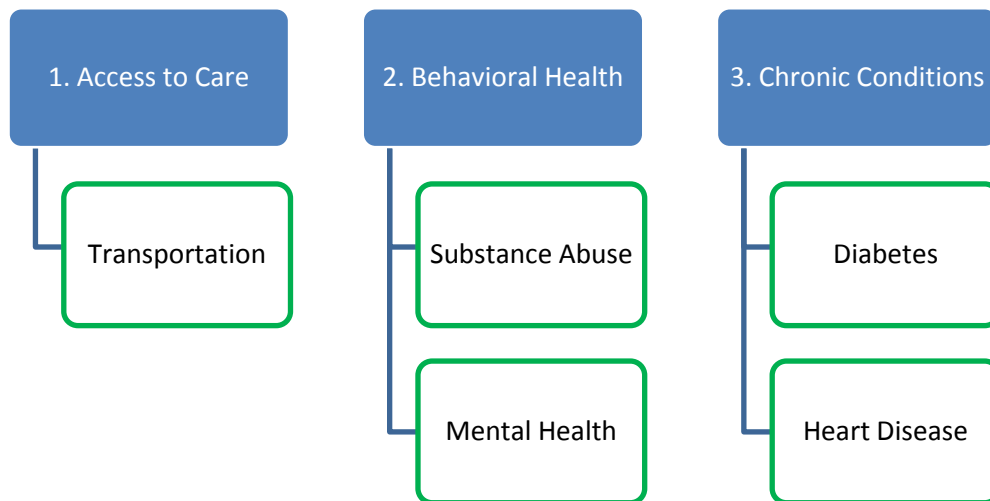 1. Access to Care
Transportation
2. Behavioral Health
Substance Abuse
Mental Health
3. Chronic Conditions
Diabetes
Heart Disease